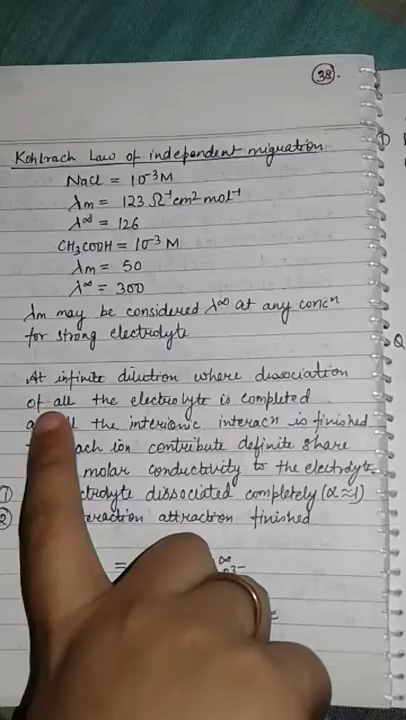 38.
Kohlrach Law of independent migration
NaCl = 10⁻³M
λm = 123 Ω⁻¹cm² mol⁻¹
λ∞ = 126
CH₃COOH = 10⁻³ M
λm = 50
λ∞ = 300
λm may be considered λ∞ at any concⁿ
for strong electrolyte
At infinite dilution where dissociation
of all the electrolyte is completed
the interionic interacⁿ is finished
ion contribute definite share
molar conductivity to the electrolyte
① dissociated completely (α≈1)
② attraction finished
=
∞